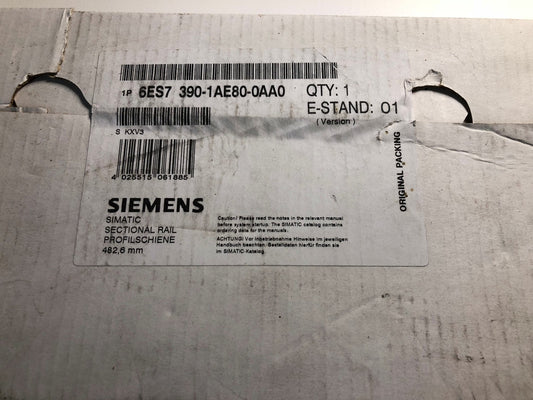 1P 6ES7 390-1AE80-0AA0
QTY: 1
E-STAND: 01
(Version)
S KXV3
4 025515 061885
ORIGINAL PACKING
SIEMENS
SIMATIC
SECTIONAL RAIL
PROFILSCHIENE
482,6 mm
Caution! Please read the notes in the relevant manual
before system startup. The SIMATIC catalog contains
ordering data for the manuals.
ACHTUNG! Vor Inbetriebnahme Hinweise im jeweiligen
Handbuch beachten. Bestelldaten hierfür finden sie
im SIMATIC-Katalog.